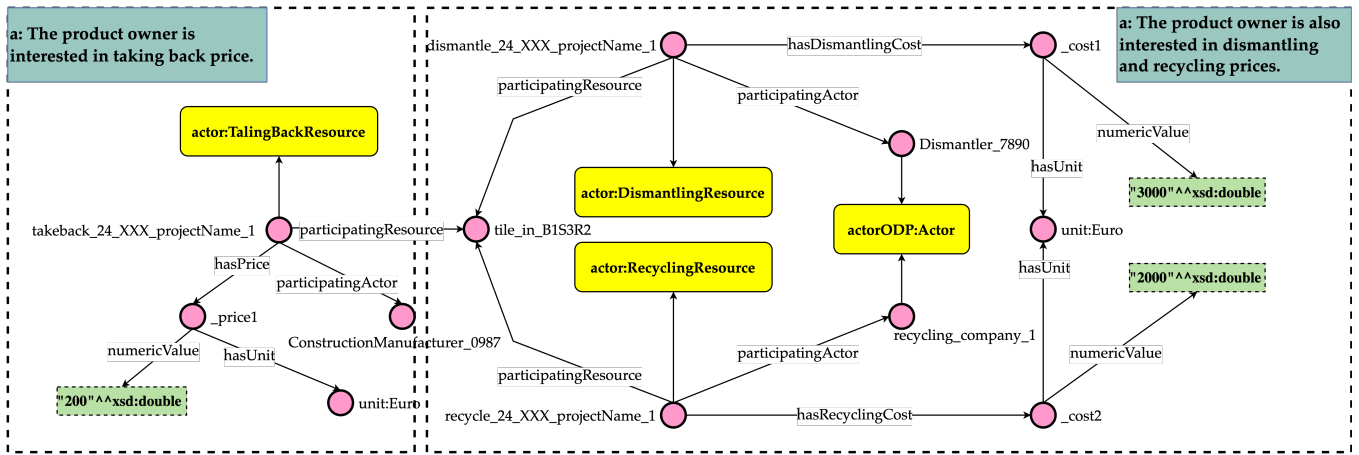 a: The product owner is
interested in taking back price.
actor:TalingBackResource
takeback_24_XXX_projectName_1
participatingResource
hasPrice
participatingActor
_price1
ConstructionManufacturer_0987
numericValue
hasUnit
"200"^^xsd:double
unit:Euro
a: The product owner is also
interested in dismantling
and recycling prices.
dismantle_24_XXX_projectName_1
hasDismantlingCost
_cost1
participatingResource
participatingActor
numericValue
Dismantler_7890
hasUnit
actor:DismantlingResource
"3000"^^xsd:double
tile_in_B1S3R2
actorODP:Actor
unit:Euro
actor:RecyclingResource
hasUnit
"2000"^^xsd:double
recycling_company_1
participatingActor
numericValue
participatingResource
recycle_24_XXX_projectName_1
hasRecyclingCost
_cost2